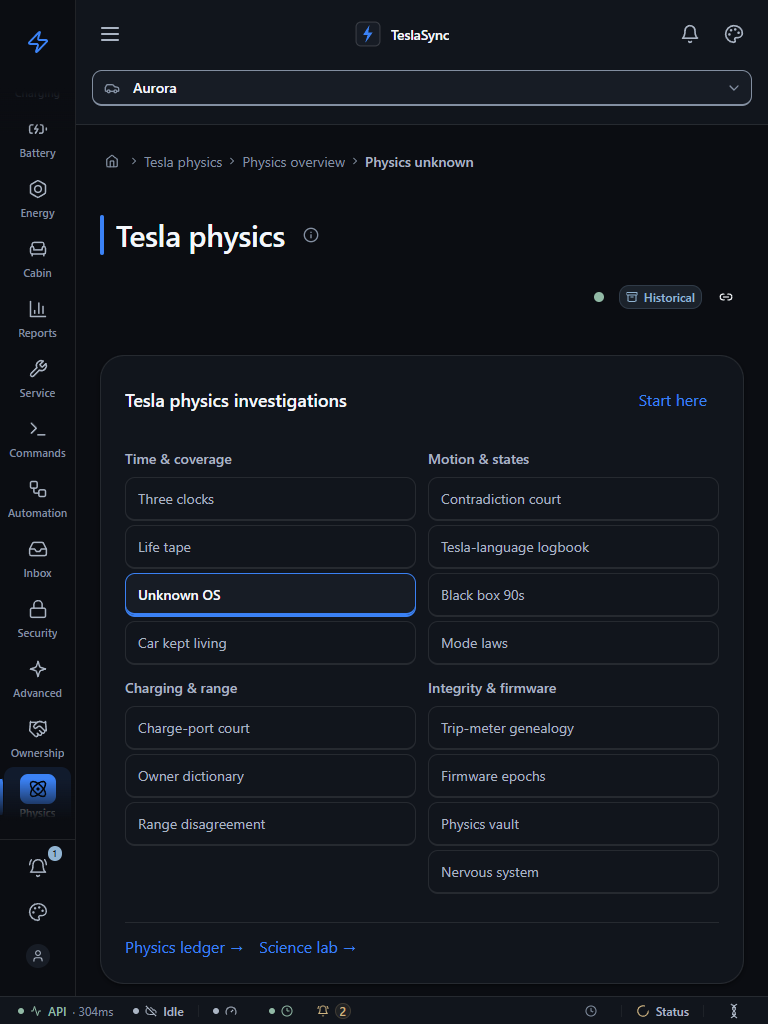 TeslaSync
Aurora
Charging
Battery
Energy
Cabin
Reports
Service
Commands
Automation
Inbox
Security
Advanced
Ownership
Physics
1
Tesla physics
Physics overview
Physics unknown
Tesla physics
Historical
Tesla physics investigations
Start here
Time & coverage
Three clocks
Life tape
Unknown OS
Car kept living
Motion & states
Contradiction court
Tesla-language logbook
Black box 90s
Mode laws
Charging & range
Charge-port court
Owner dictionary
Range disagreement
Integrity & firmware
Trip-meter genealogy
Firmware epochs
Physics vault
Nervous system
Physics ledger →
Science lab →
API · 304ms
Idle
2
Status